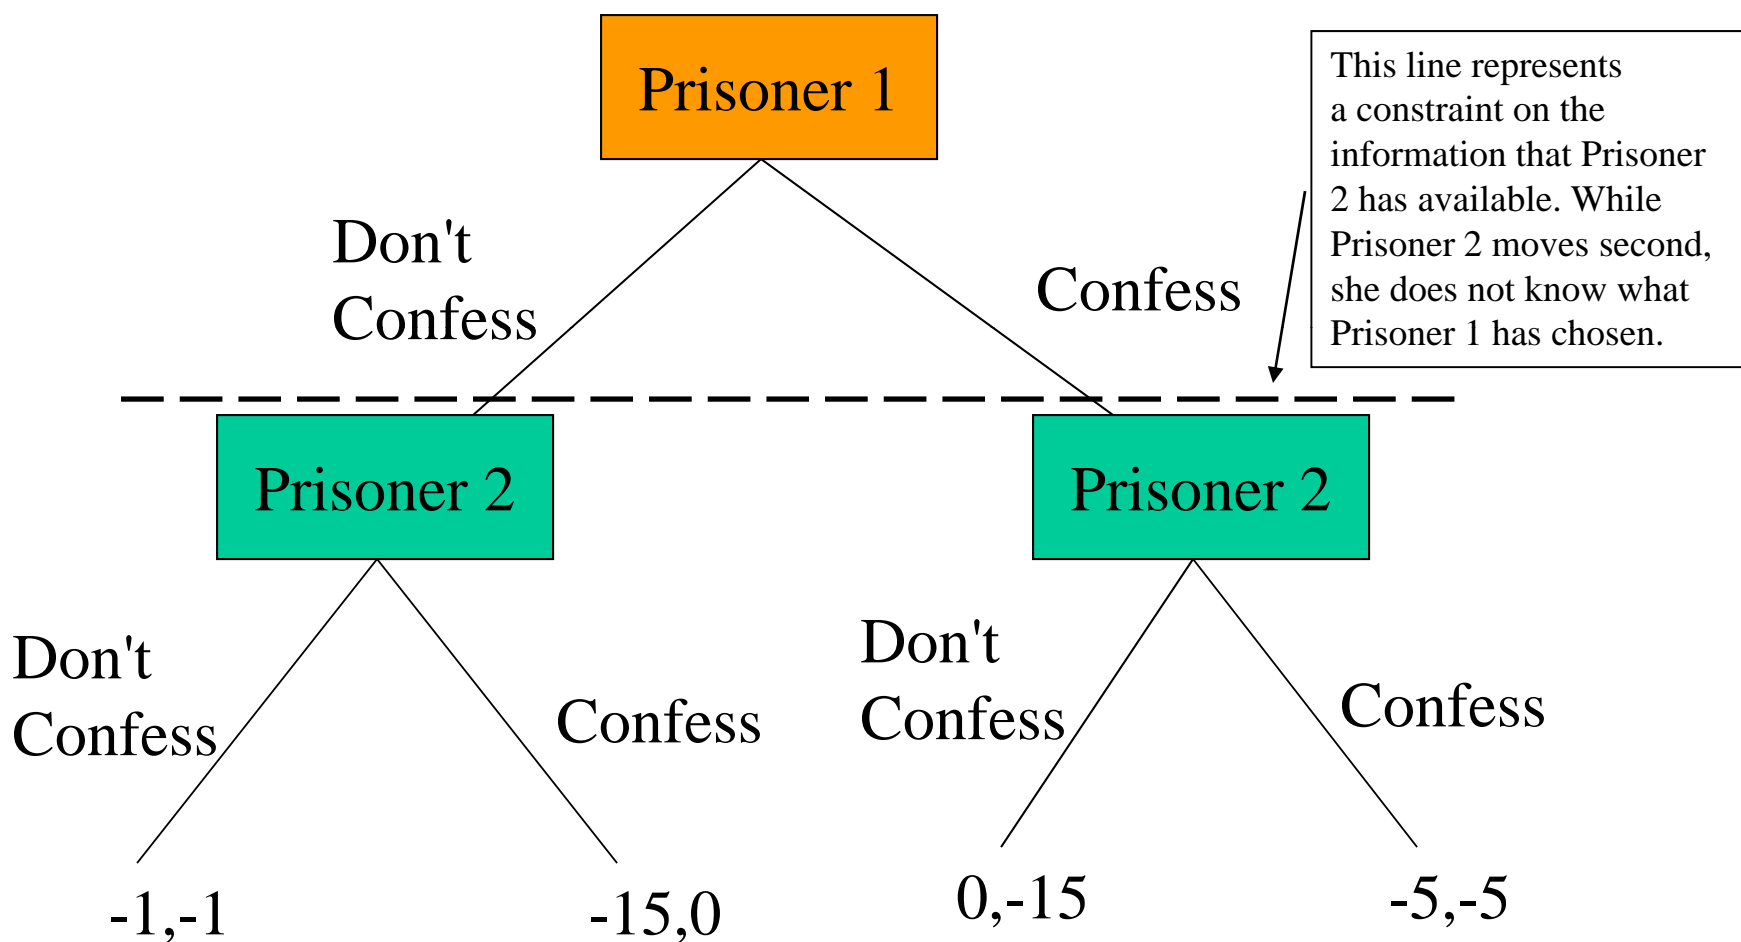 Prisoner 1
This line represents
a constraint on the
information that Prisoner
2 has available. While
Prisoner 2 moves second,
she does not know what
Prisoner 1 has chosen.
Don't
Confess
Confess
Prisoner 2
Prisoner 2
Don't
Confess
Confess
Don't
Confess
Confess
-1,-1
-15,0
0,-15
-5,-5